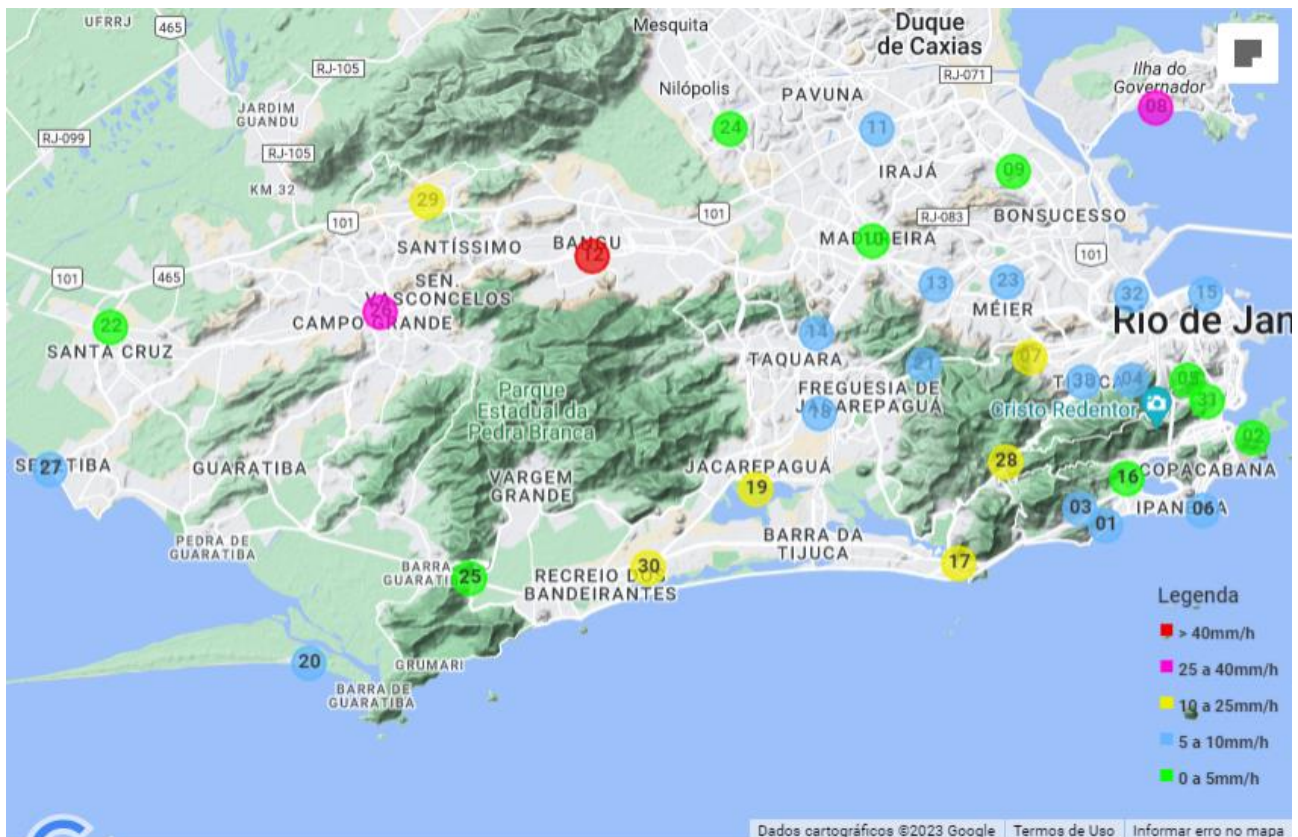 UFRRJ
465
Mesquita
Duque
de Caxias
RJ-105
RJ-071
Ilha do
Governador
Nilópolis
PAVUNA
08
JARDIM
GUANDU
24
11
RJ-099
RJ-105
IRAJÁ
09
KM 32
29
101
RJ-083
BONSUCESSO
101
SANTÍSSIMO
BANGU
12
MADUREIRA
10
101
101
465
SEN.
VASCONCELOS
26
13
23
MÉIER
32
15
CAMPO GRANDE
22
SANTA CRUZ
14
Rio de Jan
TAQUARA
21
07
TIJUCA
04
05
Parque
Estadual da
Pedra Branca
FREGUESIA DE
JACAREPAGUÁ
18
Cristo Redentor
31
02
SEPETIBA
27
GUARATIBA
VARGEM
GRANDE
JACAREPAGUÁ
19
28
16
COPACABANA
03
01
IPANEMA
06
PEDRA DE
GUARATIBA
BARRA DA
TIJUCA
17
BARRA
GUARATI
25
RECREIO DOS
BANDEIRANTES
30
Legenda
> 40mm/h
20
GRUMARI
25 a 40mm/h
BARRA DE
GUARATIBA
10 a 25mm/h
5 a 10mm/h
0 a 5mm/h
Dados cartográficos ©2023 Google
Termos de Uso
Informar erro no mapa